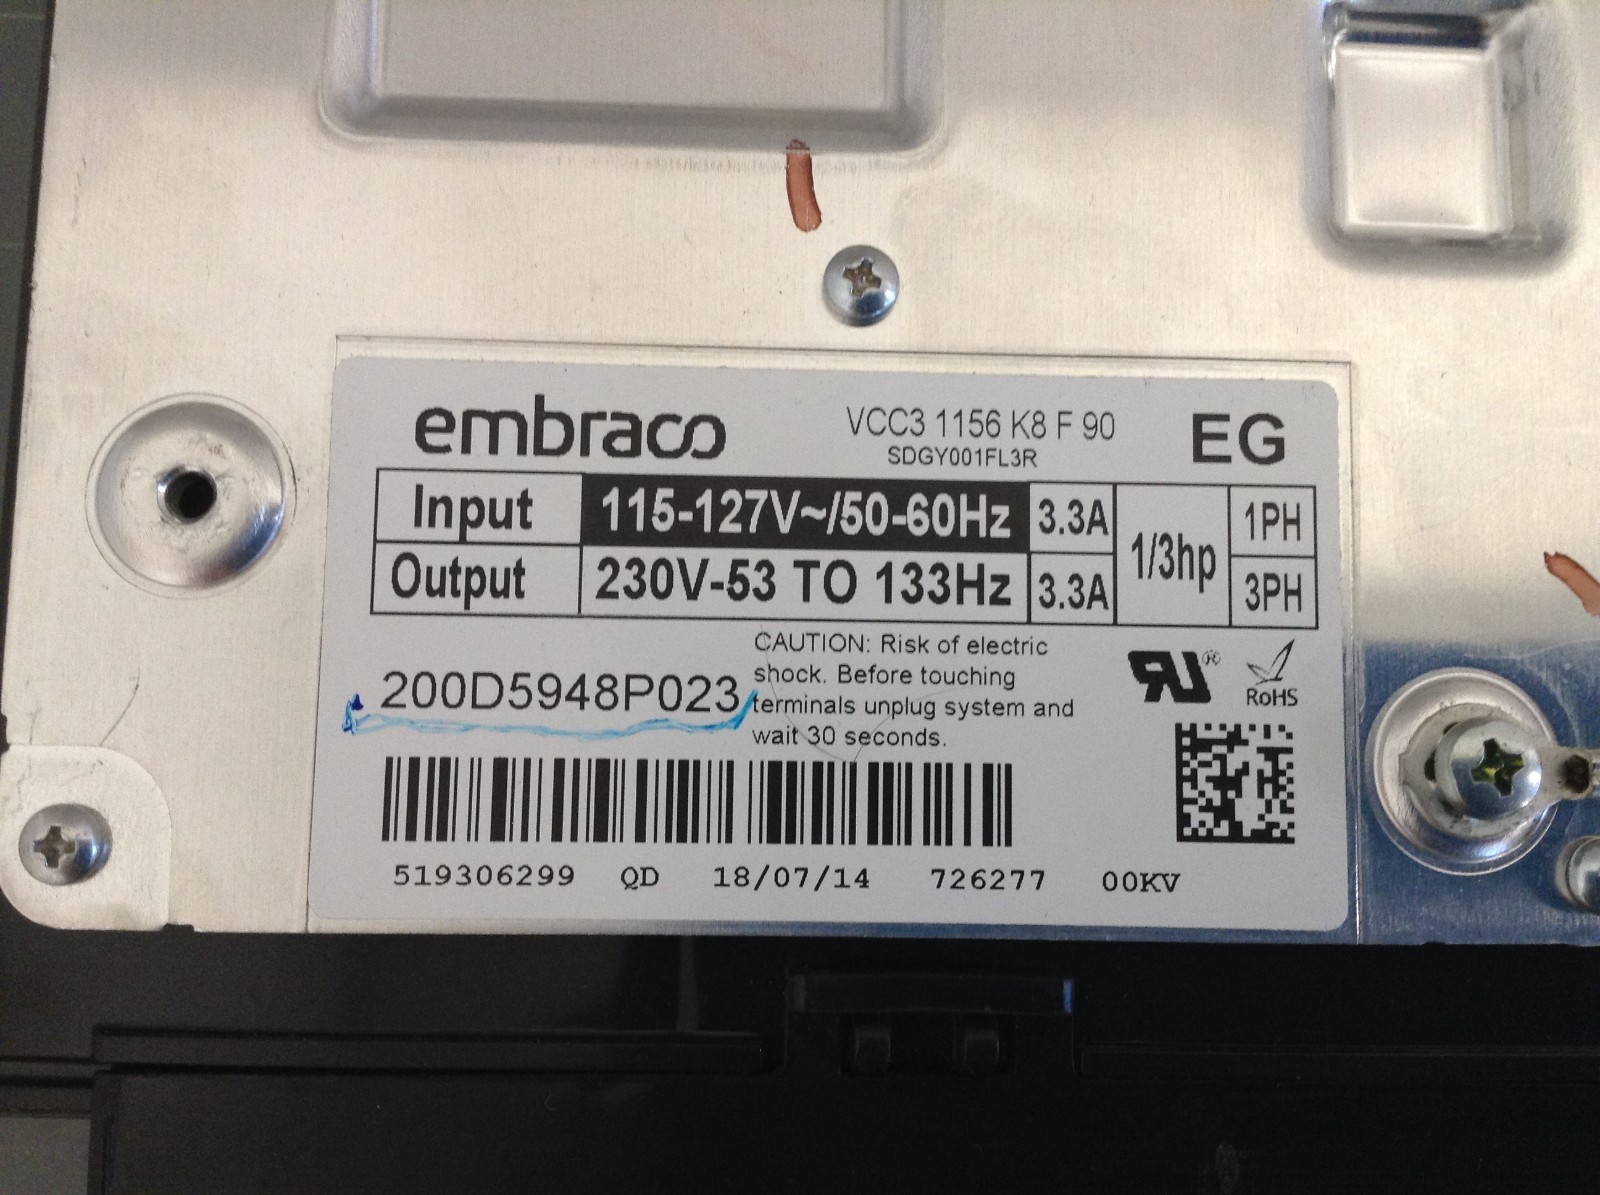 embraco
VCC3 1156 K8 F 90
SDGY001FL3R
EG
Input 115-127V~/50-60Hz 3.3A 1/3hp 1PH
Output 230V-53 TO 133Hz 3.3A 3PH
200D5948P023
CAUTION: Risk of electric
shock. Before touching
terminals unplug system and
wait 30 seconds.
RU®
RoHS
519306299 QD 18/07/14 726277 00KV